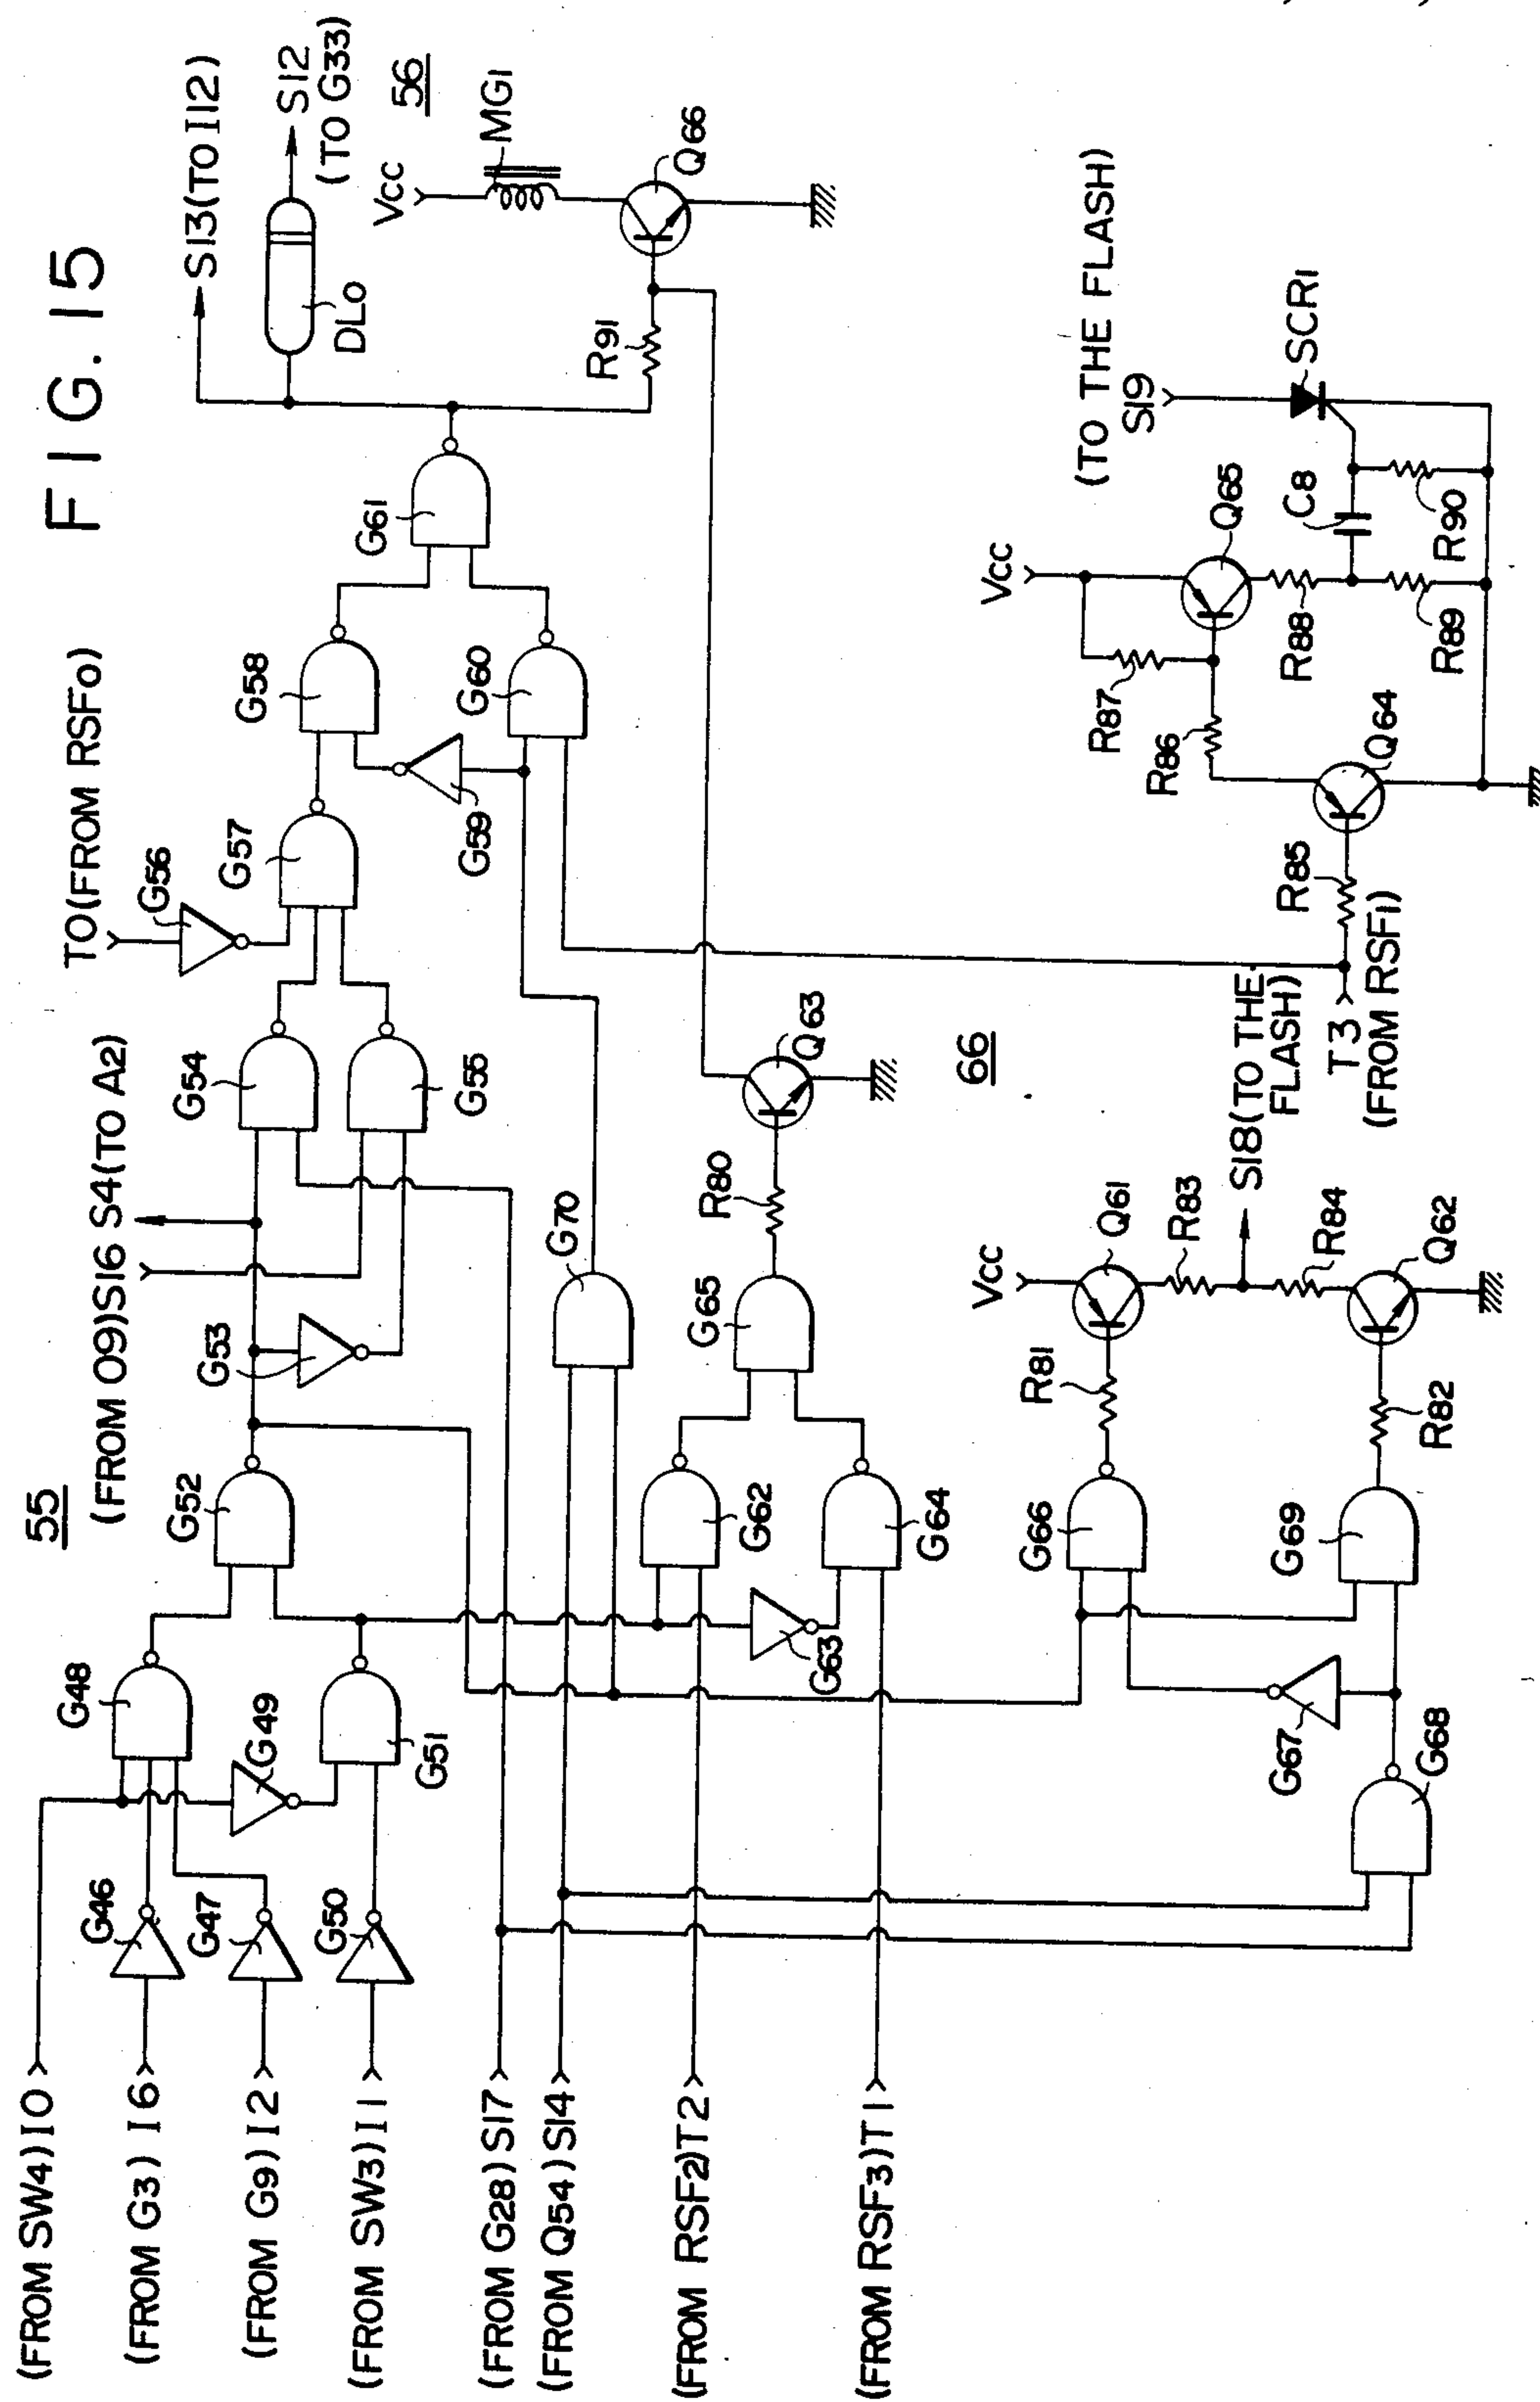 FIG. 15
55
(FROM SW4) I0
(FROM G3) I6
(FROM G9) I2
(FROM SW3) I1
(FROM G28) S17
(FROM Q54) S14
(FROM RSF2) T2
(FROM RSF3) T1
G46
G47
G50
G48
G49
G51
G52
G53
(FROM O9) S16
S4 (TO A2)
G54
G55
TO (FROM RSF0)
G56
G57
G58
G59
G60
G61
S13 (TO I12)
DL0
S12
(TO G33)
56
Vcc
MG1
R91
Q66
G70
G62
G63
G64
G65
R80
Q63
66
G66
G67
G68
G69
R81
R82
Vcc
Q61
R83
S18 (TO THE
FLASH)
R84
Q62
T3
(FROM RSF1)
R85
Q64
R86
R87
Vcc
Q65
R88
R89
C8
R90
(TO THE FLASH)
S19
SCR1